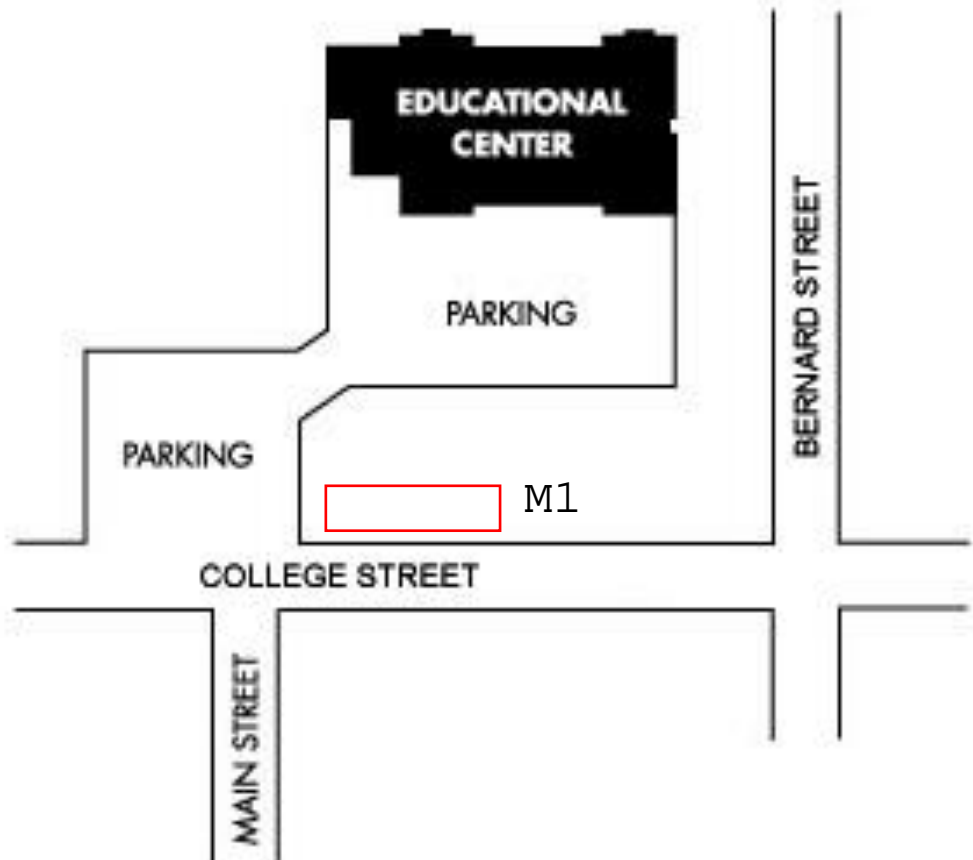 EDUCATIONAL
CENTER
PARKING
BERNARD STREET
PARKING
M1
COLLEGE STREET
MAIN STREET